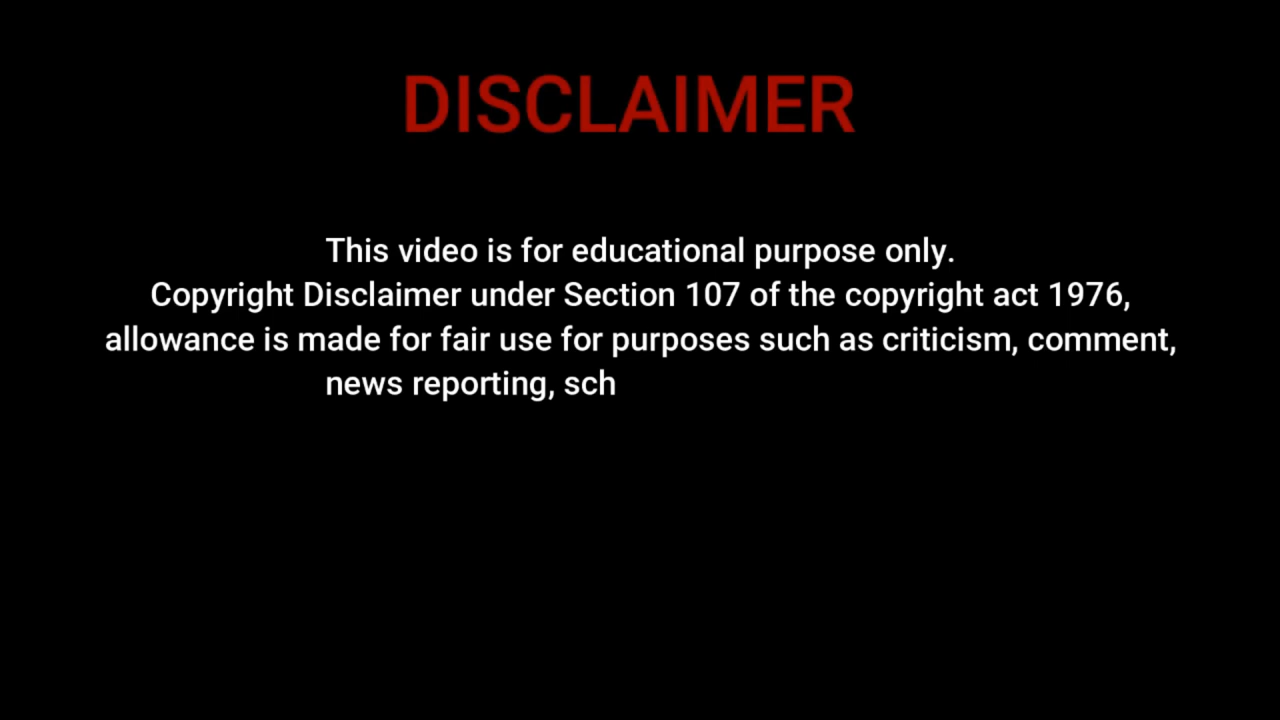 DISCLAIMER
This video is for educational purpose only.
Copyright Disclaimer under Section 107 of the copyright act 1976,
allowance is made for fair use for purposes such as criticism, comment,
news reporting, sch